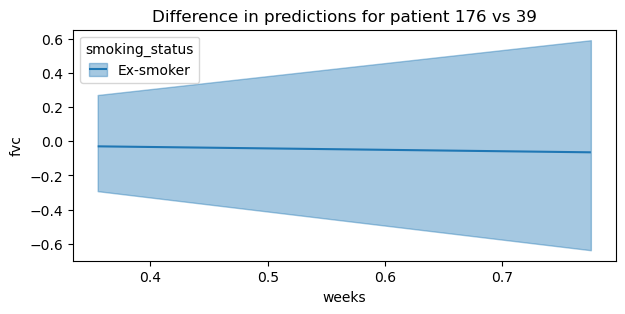 Difference in predictions for patient 176 vs 39
smoking_status
Ex-smoker
fvc
0.6
0.4
0.2
0.0
−0.2
−0.4
−0.6
0.4 0.5 0.6 0.7
weeks